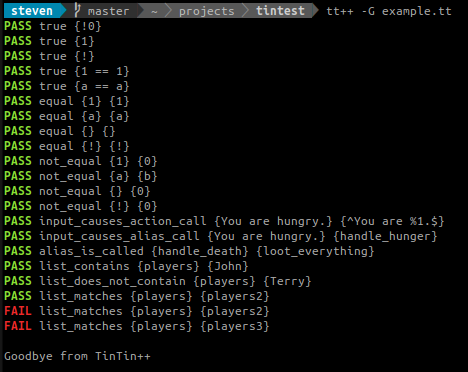 steven master ~ projects tintest tt++ -G example.tt
PASS true {!0}
PASS true {1}
PASS true {!}
PASS true {1 == 1}
PASS true {a == a}
PASS equal {1} {1}
PASS equal {a} {a}
PASS equal {} {}
PASS equal {!} {!}
PASS not_equal {1} {0}
PASS not_equal {a} {b}
PASS not_equal {} {0}
PASS not_equal {!} {0}
PASS input_causes_action_call {You are hungry.} {^You are %1.$}
PASS input_causes_alias_call {You are hungry.} {handle_hunger}
PASS alias_is_called {handle_death} {loot_everything}
PASS list_contains {players} {John}
PASS list_does_not_contain {players} {Terry}
PASS list_matches {players} {players2}
FAIL list_matches {players} {players2}
FAIL list_matches {players} {players3}
Goodbye from TinTin++